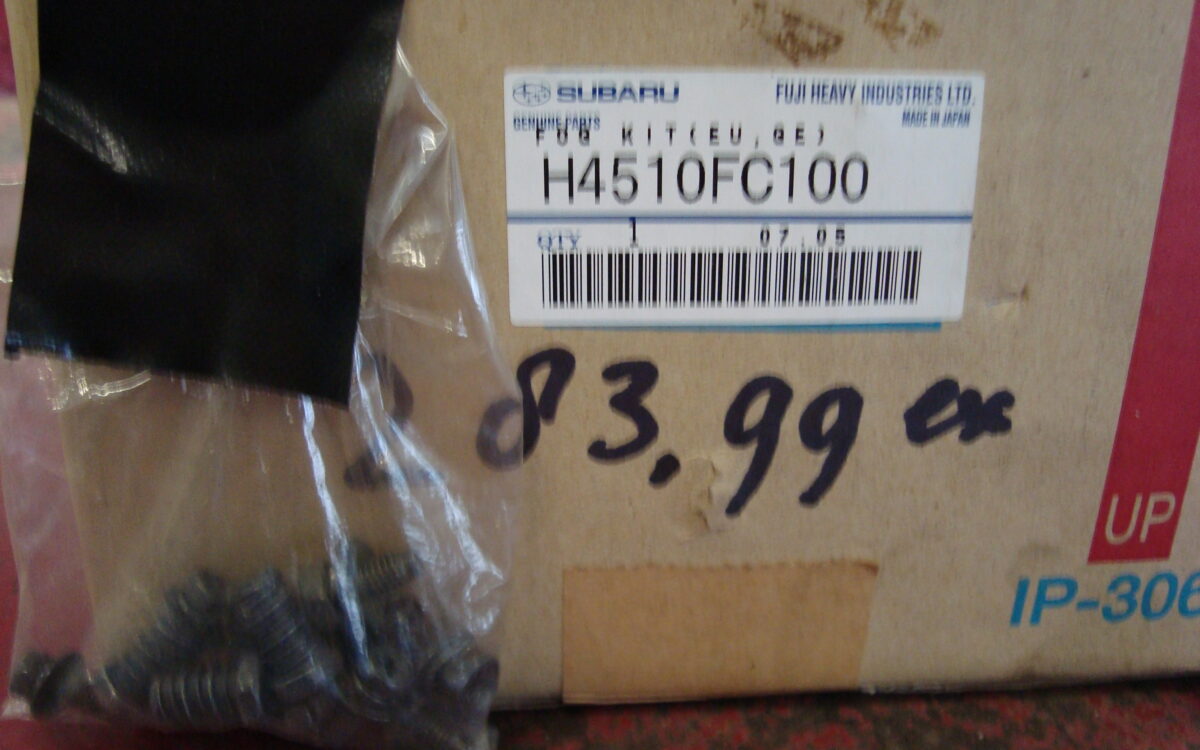 SUBARU FUJI HEAVY INDUSTRIES LTD.
GENUINE PARTS MADE IN JAPAN
FOG KIT(EU,GE)
H4510FC100
QTY 1 07.05
283,99 ex
UP
IP-306